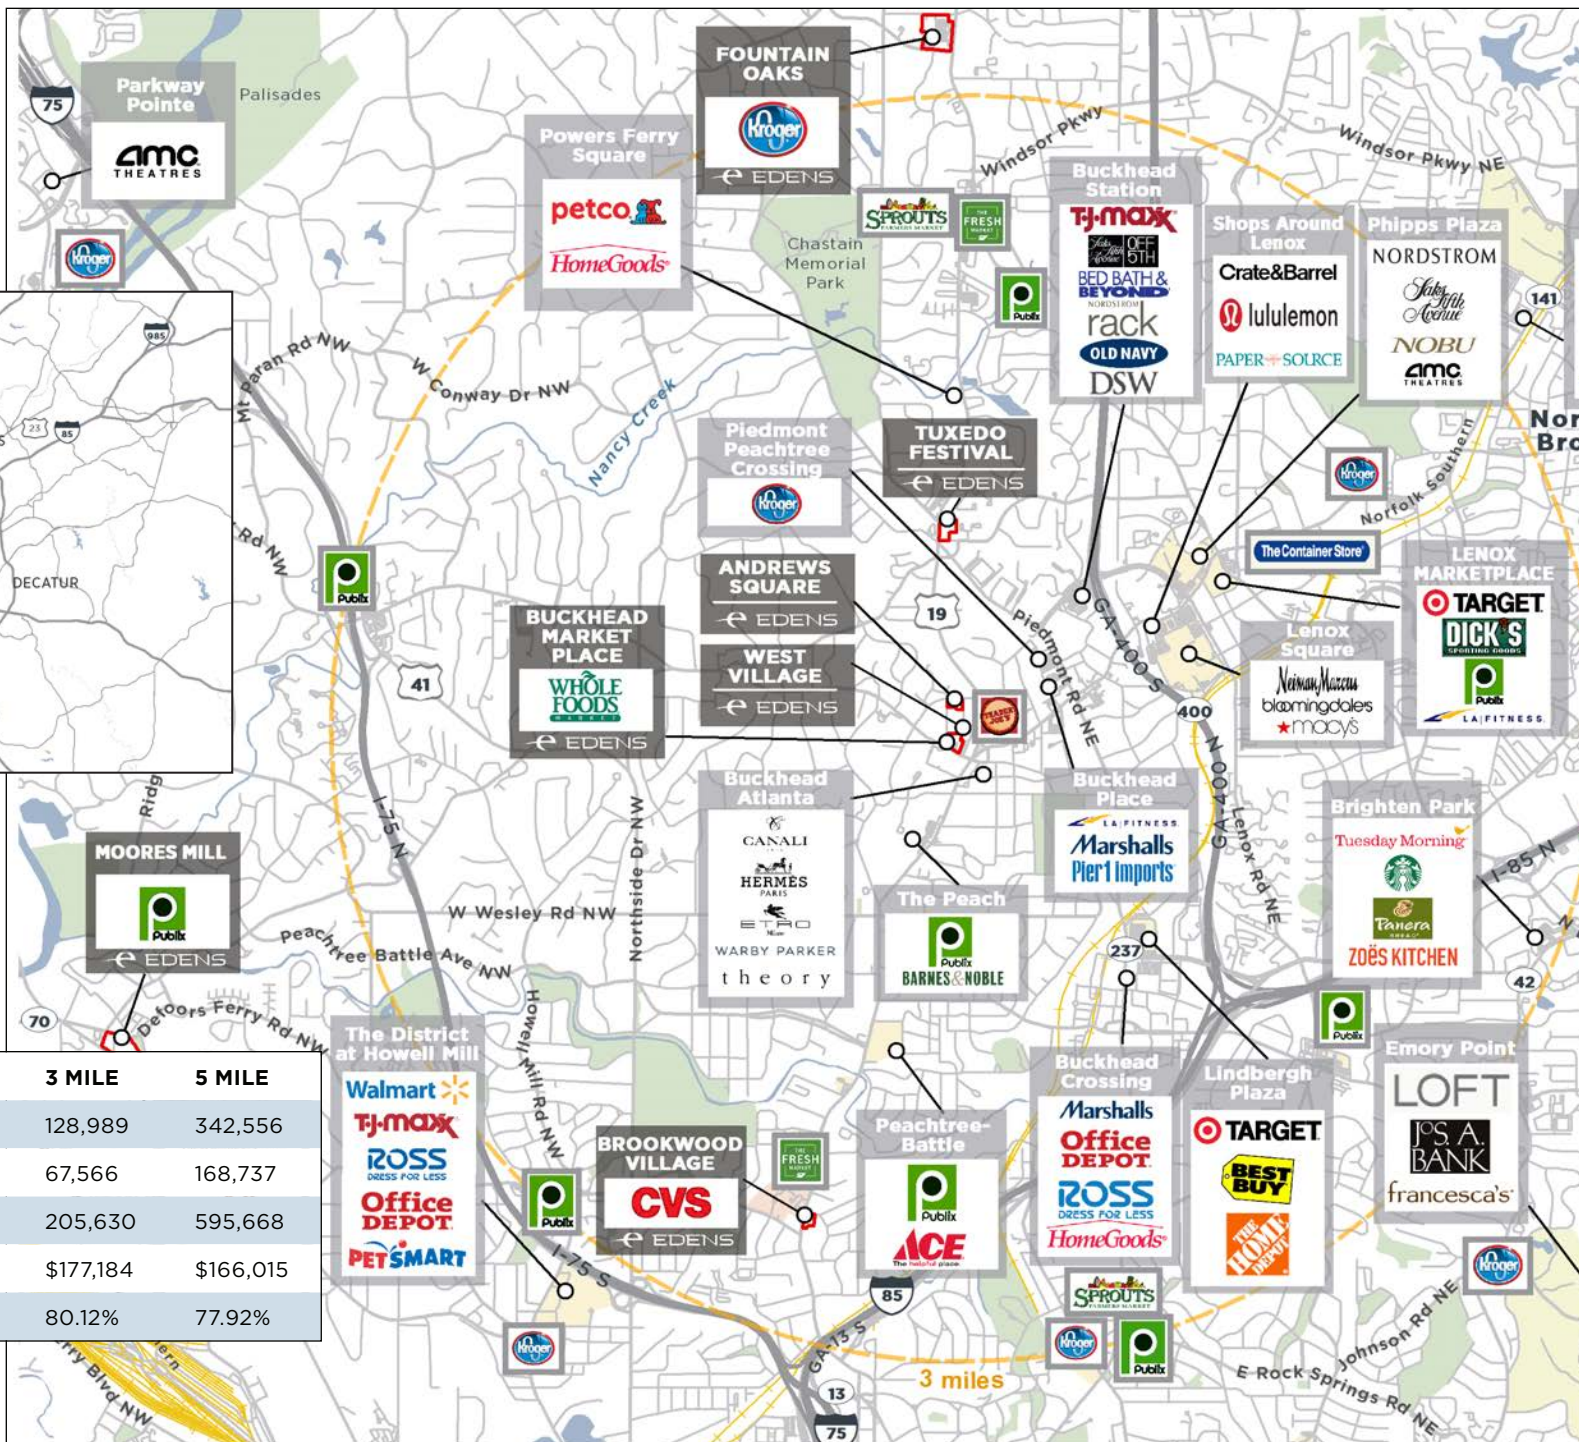 FOUNTAIN
OAKS
Kroger
EDENS
Parkway
Pointe
amc
THEATRES
75
Palisades
Kroger
Powers Ferry
Square
petco
HomeGoods
Windsor Pkwy
Windsor Pkwy NE
SPROUTS
FARMERS MARKET
THE
FRESH
MARKET
Publix
Chastain
Memorial
Park
Buckhead
Station
T.J.maxx
Saks
Fifth
Avenue
OFF
5TH
BED BATH &
BEYOND
NORDSTROM
rack
OLD NAVY
DSW
Shops Around
Lenox
Crate&Barrel
lululemon
PAPER SOURCE
Phipps Plaza
NORDSTROM
Saks
Fifth
Avenue
NOBU
amc
THEATRES
141
985
23
85
S
DECATUR
Mt Paran Rd NW
W Conway Dr NW
Nancy Creek
Rd NW
Piedmont
Peachtree
Crossing
Kroger
TUXEDO
FESTIVAL
EDENS
Kroger
Norfolk Southern
Nor
Bro
The Container Store
LENOX
MARKETPLACE
TARGET
DICK'S
SPORTING GOODS
Publix
LA|FITNESS.
Publix
ANDREWS
SQUARE
EDENS
19
Piedmont Rd NE
GA-400 S
BUCKHEAD
MARKET
PLACE
WHOLE
FOODS
MARKET
EDENS
WEST
VILLAGE
EDENS
TRADER
JOE'S
Lenox
Square
Neiman Marcus
bloomingdales
macy's
41
400
GA-400 N
Lenox Rd NE
Ridg
I-75 N
Northside Dr NW
Buckhead
Atlanta
CANALI
HERMÈS
PARIS
ETRO
Milano
WARBY PARKER
theory
Buckhead
Place
LA|FITNESS.
Marshalls
Pier 1 imports
Brighten Park
Tuesday Morning
Panera
BREAD
ZOËS KITCHEN
I-85 N
MOORES MILL
Publix
EDENS
The Peach
Publix
BARNES&NOBLE
W Wesley Rd NW
Peachtree Battle Ave NW
237
42
70
Defoors Ferry Rd NW
Howell Mill Rd NW
Publix
The District
at Howell Mill
Walmart
T.J.maxx
ROSS
DRESS FOR LESS
Office
DEPOT
PETSMART
3 MILE 5 MILE
128,989 342,556
67,566 168,737
205,630 595,668
$177,184 $166,015
80.12% 77.92%
Buckhead
Crossing
Marshalls
Office
DEPOT
ROSS
DRESS FOR LESS
HomeGoods
Lindbergh
Plaza
TARGET
BEST
BUY
THE
HOME
DEPOT
Emory Point
LOFT
JOS. A.
BANK
francesca's
Peachtree-
Battle
Publix
ACE
The helpful place.
BROOKWOOD
VILLAGE
CVS
EDENS
THE
FRESH
MARKET
Publix
I-75 S
Kroger
85
GA-13 S
SPROUTS
FARMERS MARKET
Kroger
Publix
Kroger
Johnson Rd NE
E Rock Springs Rd NE
3 miles
13
75
erry Blvd NW
ern